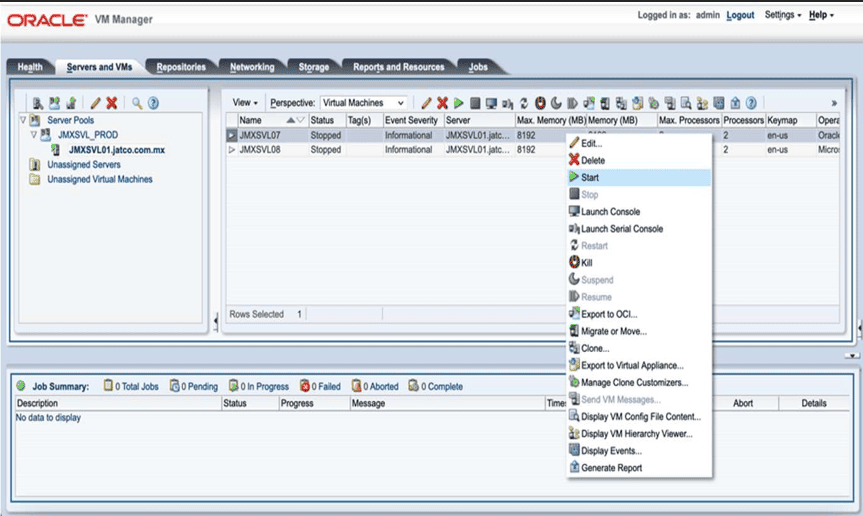 ORACLE VM Manager
Logged in as: admin Logout Settings Help
Health Servers and VMs Repositories Networking Storage Reports and Resources Jobs
View Perspective: Virtual Machines »
Server Pools
JMXSVL_PROD
JMXSVL01.jatco.com.mx
Unassigned Servers
Unassigned Virtual Machines
Name Status Tag(s) Event Severity Server Max. Memory (MB) Memory (MB) Max. Processors Processors Keymap Opera
JMXSVL07 Stopped Informational JMXSVL01.jatc... 8192 2 en-us Oracle
JMXSVL08 Stopped Informational JMXSVL01.jatc... 8192 2 en-us Micros
Edit...
Delete
Start
Stop
Launch Console
Launch Serial Console
Restart
Kill
Suspend
Resume
Export to OCI...
Migrate or Move...
Clone...
Export to Virtual Appliance...
Manage Clone Customizers...
Send VM Messages...
Display VM Config File Content...
Display VM Hierarchy Viewer...
Display Events...
Generate Report
Rows Selected 1
Job Summary: 0 Total Jobs 0 Pending 0 In Progress 0 Failed 0 Aborted 0 Complete
Description Status Progress Message Times Abort Details
No data to display